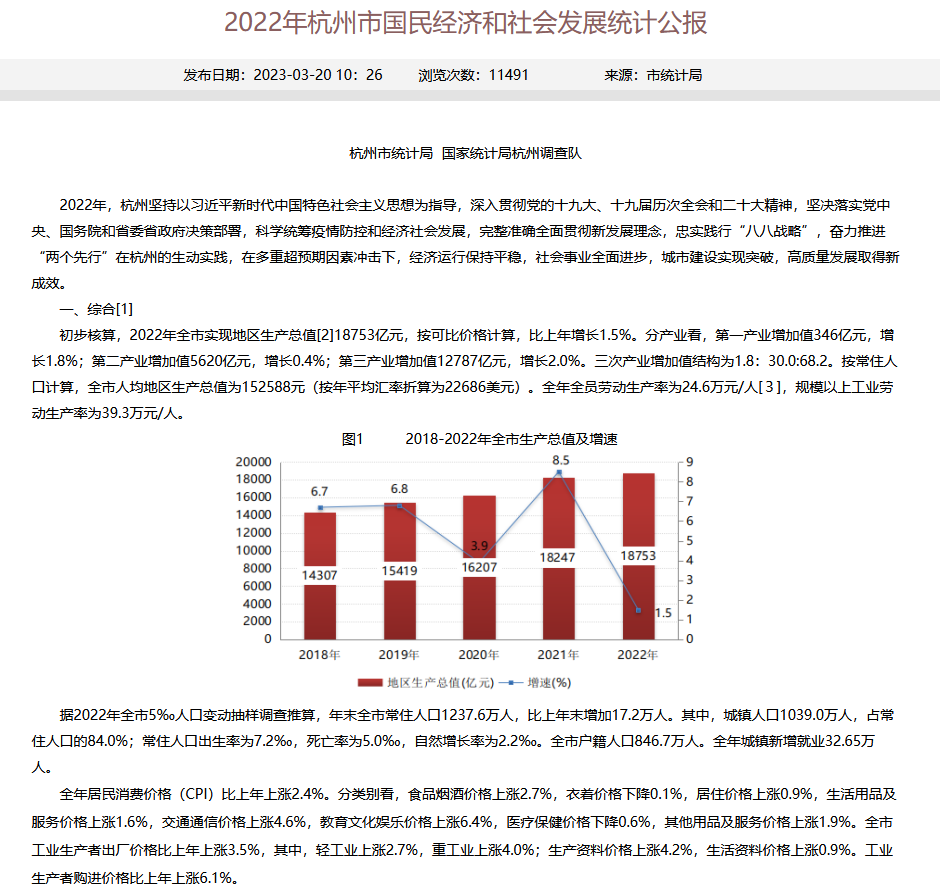 2022年杭州市国民经济和社会发展统计公报
发布日期：2023-03-20 10：26 浏览次数：11491 来源：市统计局
杭州市统计局 国家统计局杭州调查队
2022年，杭州坚持以习近平新时代中国特色社会主义思想为指导，深入贯彻党的十九大、十九届历次全会和二十大精神，坚决落实党中
央、国务院和省委省政府决策部署，科学统筹疫情防控和经济社会发展，完整准确全面贯彻新发展理念，忠实践行“八八战略”，奋力推进
“两个先行”在杭州的生动实践，在多重超预期因素冲击下，经济运行保持平稳，社会事业全面进步，城市建设实现突破，高质量发展取得新
成效。
一、综合[1]
初步核算，2022年全市实现地区生产总值[2]18753亿元，按可比价格计算，比上年增长1.5%。分产业看，第一产业增加值346亿元，增
长1.8%；第二产业增加值5620亿元，增长0.4%；第三产业增加值12787亿元，增长2.0%。三次产业增加值结构为1.8：30.0:68.2。按常住人
口计算，全市人均地区生产总值为152588元（按年平均汇率折算为22686美元）。全年全员劳动生产率为24.6万元/人[３]，规模以上工业劳
动生产率为39.3万元/人。
图1 2018-2022年全市生产总值及增速
20000
18000
16000
14000
12000
10000
8000
6000
4000
2000
0
6.7
6.8
3.9
8.5
1.5
14307
15419
16207
18247
18753
9
8
7
6
5
4
3
2
1
0
2018年 2019年 2020年 2021年 2022年
地区生产总值(亿元) 增速(%)
据2022年全市5‰人口变动抽样调查推算，年末全市常住人口1237.6万人，比上年末增加17.2万人。其中，城镇人口1039.0万人，占常
住人口的84.0%；常住人口出生率为7.2‰，死亡率为5.0‰，自然增长率为2.2‰。全市户籍人口846.7万人。全年城镇新增就业32.65万
人。
全年居民消费价格（CPI）比上年上涨2.4%。分类别看，食品烟酒价格上涨2.7%，衣着价格下降0.1%，居住价格上涨0.9%，生活用品及
服务价格上涨1.6%，交通通信价格上涨4.6%，教育文化娱乐价格上涨6.4%，医疗保健价格下降0.6%，其他用品及服务价格上涨1.9%。全市
工业生产者出厂价格比上年上涨3.5%，其中，轻工业上涨2.7%，重工业上涨4.0%；生产资料价格上涨4.2%，生活资料价格上涨0.9%。工业
生产者购进价格比上年上涨6.1%。